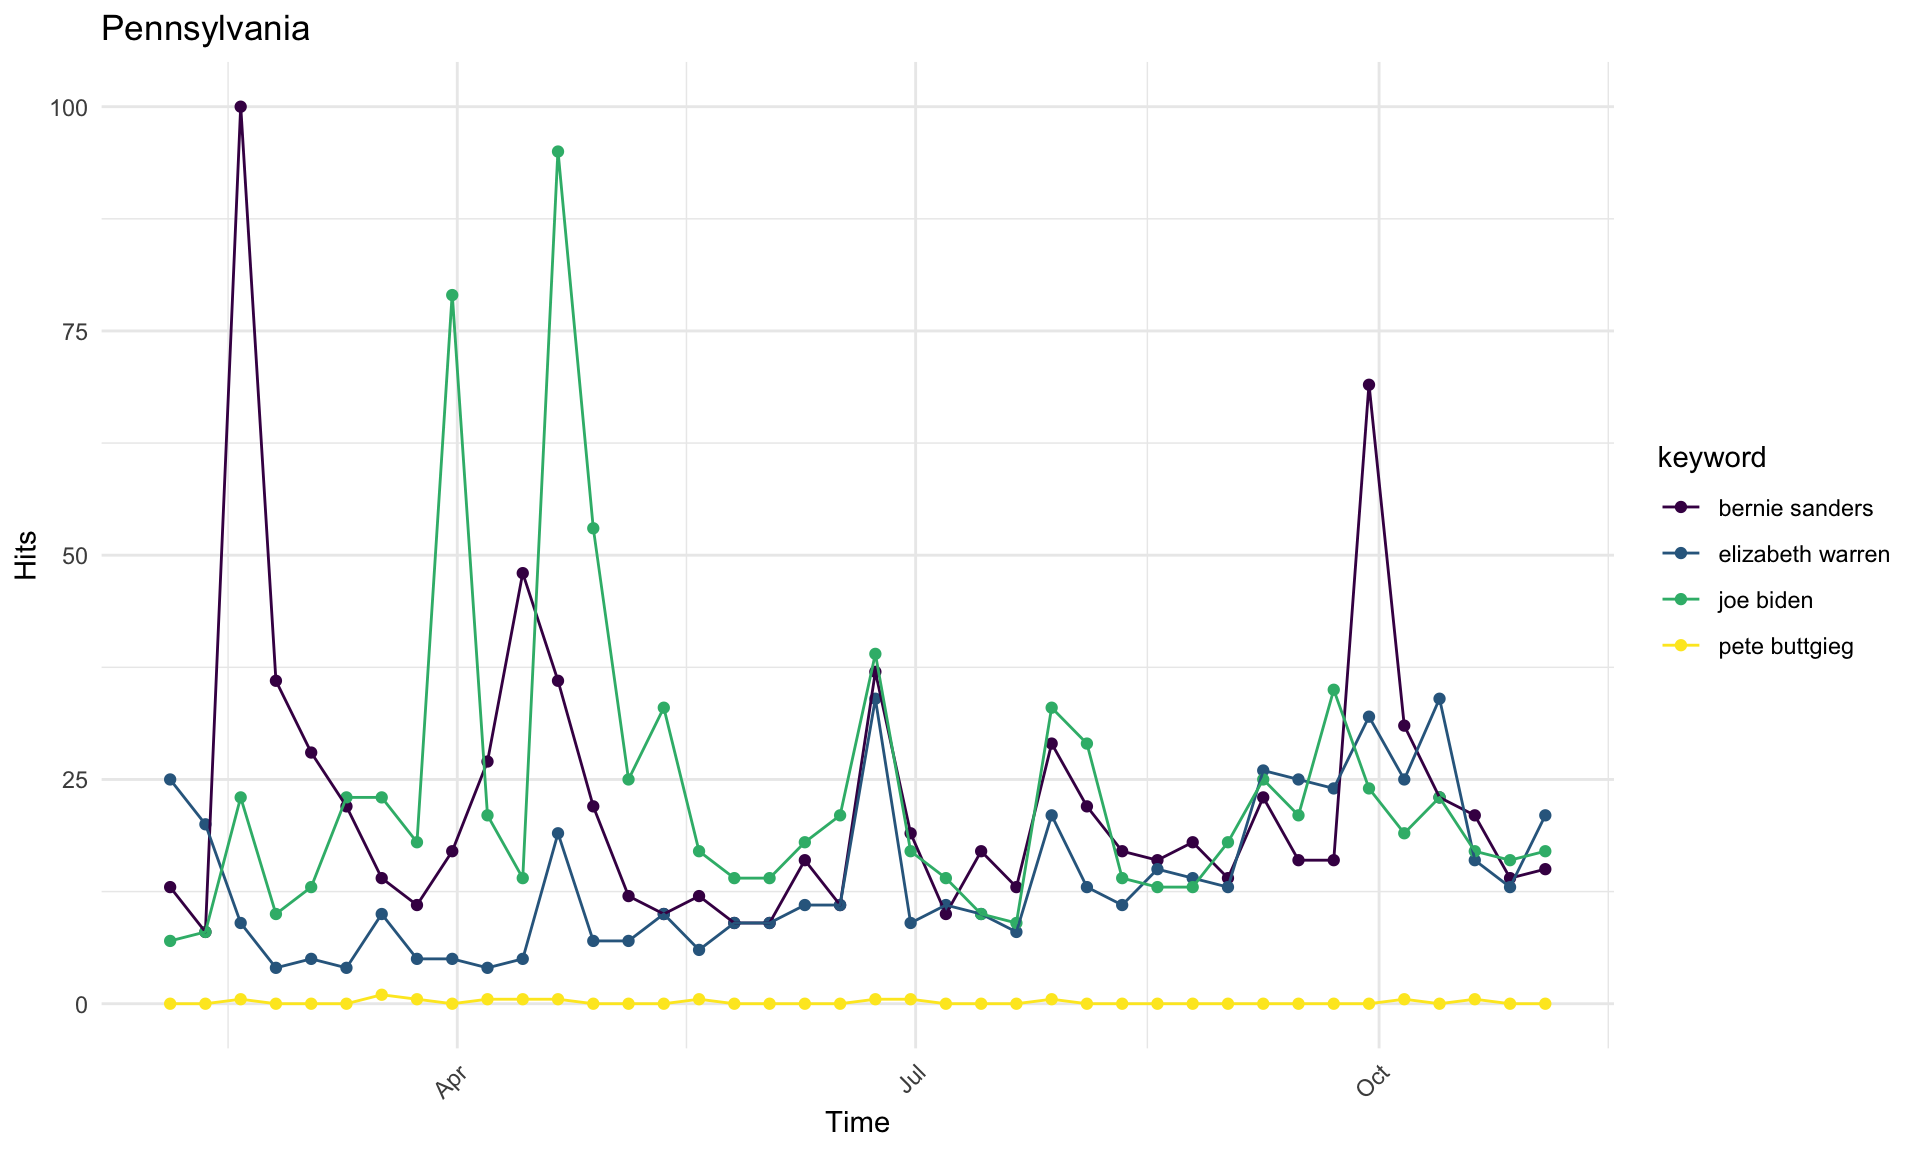 Pennsylvania
100
75
50
25
0
Hits
Apr
Jul
Oct
Time
keyword
bernie sanders
elizabeth warren
joe biden
pete buttgieg